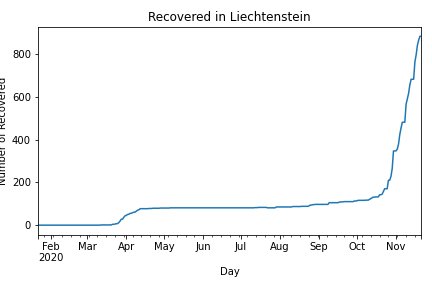 Recovered in Liechtenstein
Number of Recovered
800
600
400
200
0
Feb Mar Apr May Jun Jul Aug Sep Oct Nov
2020
Day